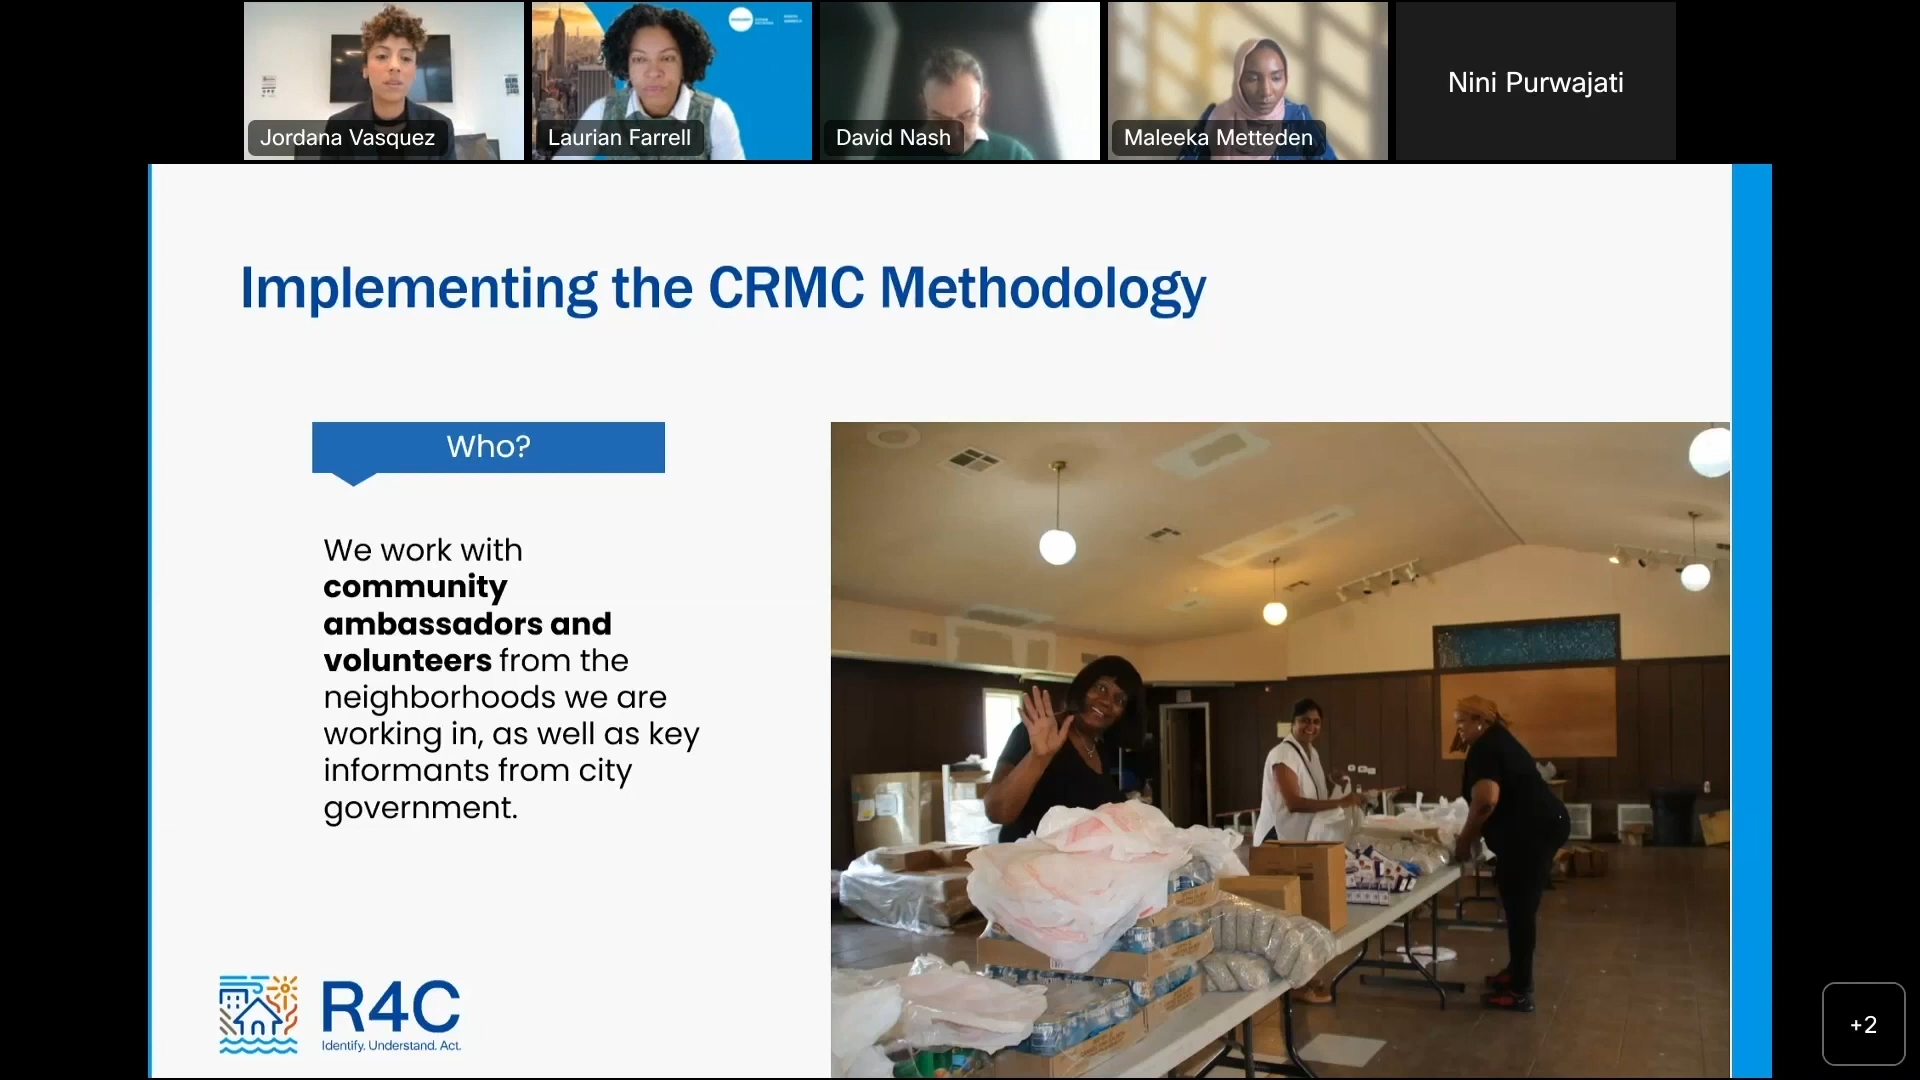 Jordana Vasquez
Laurian Farrell
David Nash
Maleeka Metteden
Nini Purwajati
Implementing the CRMC Methodology
Who?
We work with
community
ambassadors and
volunteers from the
neighborhoods we are
working in, as well as key
informants from city
government.
R4C
Identify. Understand. Act.
+2